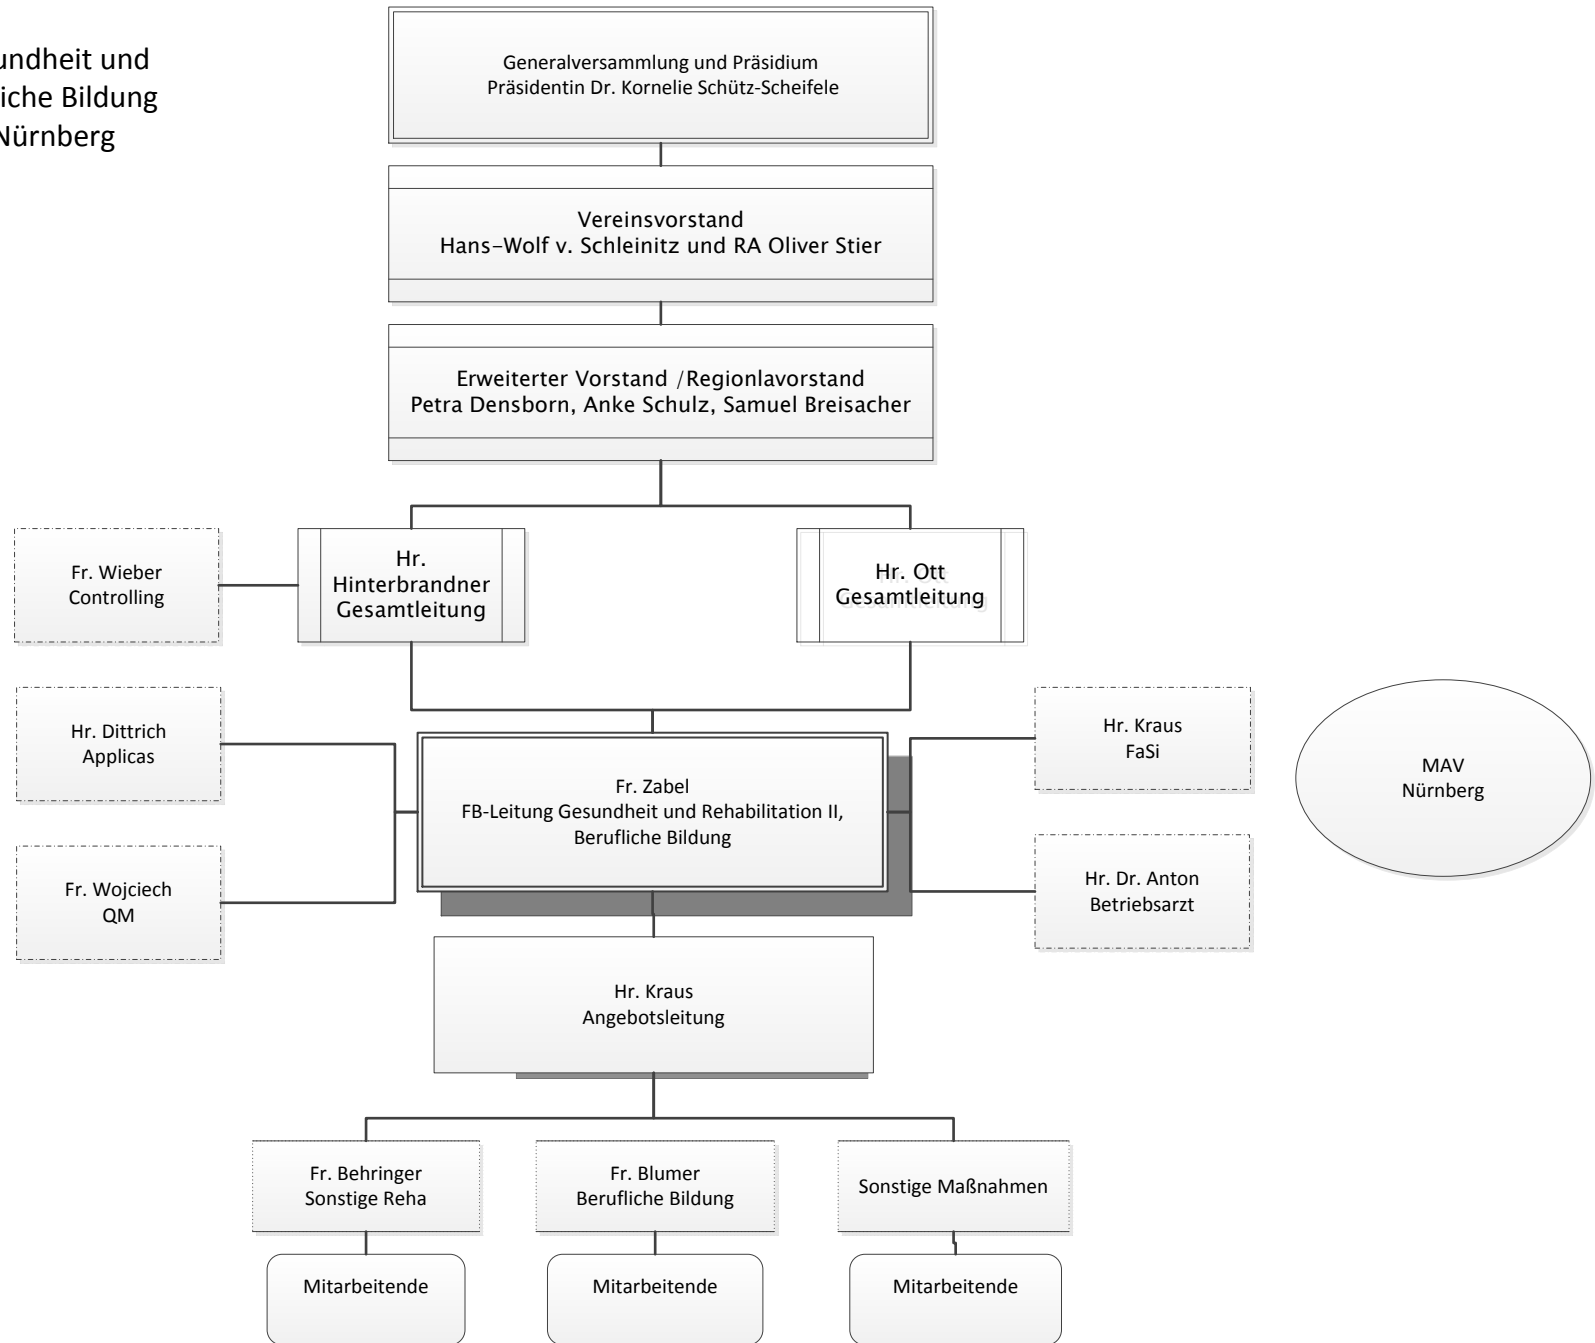 undheit und
liche Bildung
Nürnberg
Generalversammlung und Präsidium
Präsidentin Dr. Kornelie Schütz-Scheifele
Vereinsvorstand
Hans-Wolf v. Schleinitz und RA Oliver Stier
Erweiterter Vorstand /Regionlavorstand
Petra Densborn, Anke Schulz, Samuel Breisacher
Fr. Wieber
Controlling
Hr.
Hinterbrandner
Gesamtleitung
Hr. Ott
Gesamtleitung
Hr. Dittrich
Applicas
Fr. Zabel
FB-Leitung Gesundheit und Rehabilitation II,
Berufliche Bildung
Hr. Kraus
FaSi
MAV
Nürnberg
Fr. Wojciech
QM
Hr. Dr. Anton
Betriebsarzt
Hr. Kraus
Angebotsleitung
Fr. Behringer
Sonstige Reha
Fr. Blumer
Berufliche Bildung
Sonstige Maßnahmen
Mitarbeitende
Mitarbeitende
Mitarbeitende